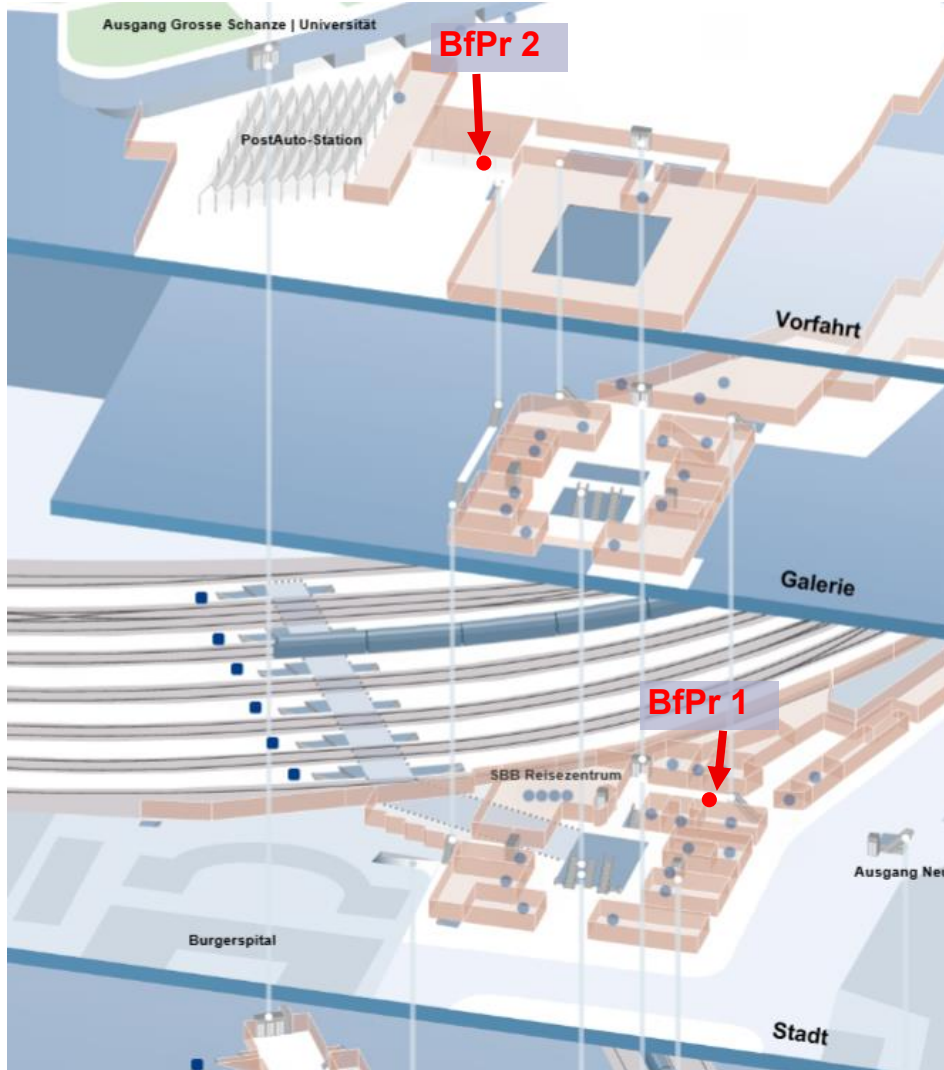 Ausgang Grosse Schanze | Universität
BfPr 2
PostAuto-Station
Vorfahrt
Galerie
BfPr 1
SBB Reisezentrum
Ausgang Neu
Burgerspital
Stadt